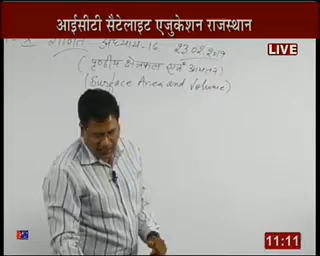 आईसीटी सैटेलाइट एजुकेशन राजस्थान
LIVE
गणित अध्याय-16 23.02.2017
(पृष्ठीय क्षेत्रफल एवं आयतन)
(Surface Area and Volume)
11:11